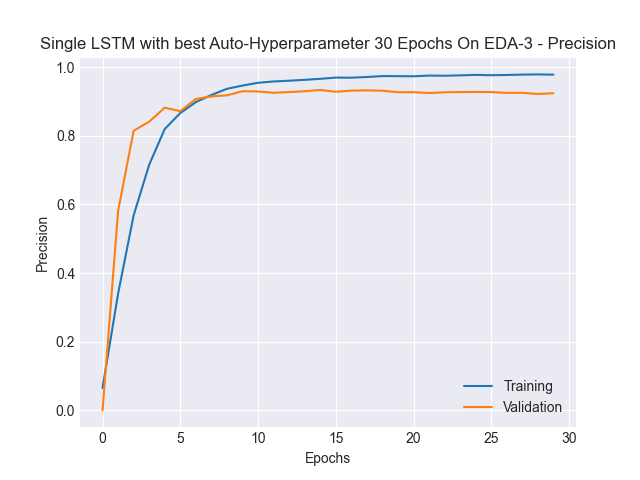 Single LSTM with best Auto-Hyperparameter 30 Epochs On EDA-3 - Precision
1.0
0.8
0.6
0.4
0.2
0.0
Precision
0 5 10 15 20 25 30
Epochs
Training
Validation